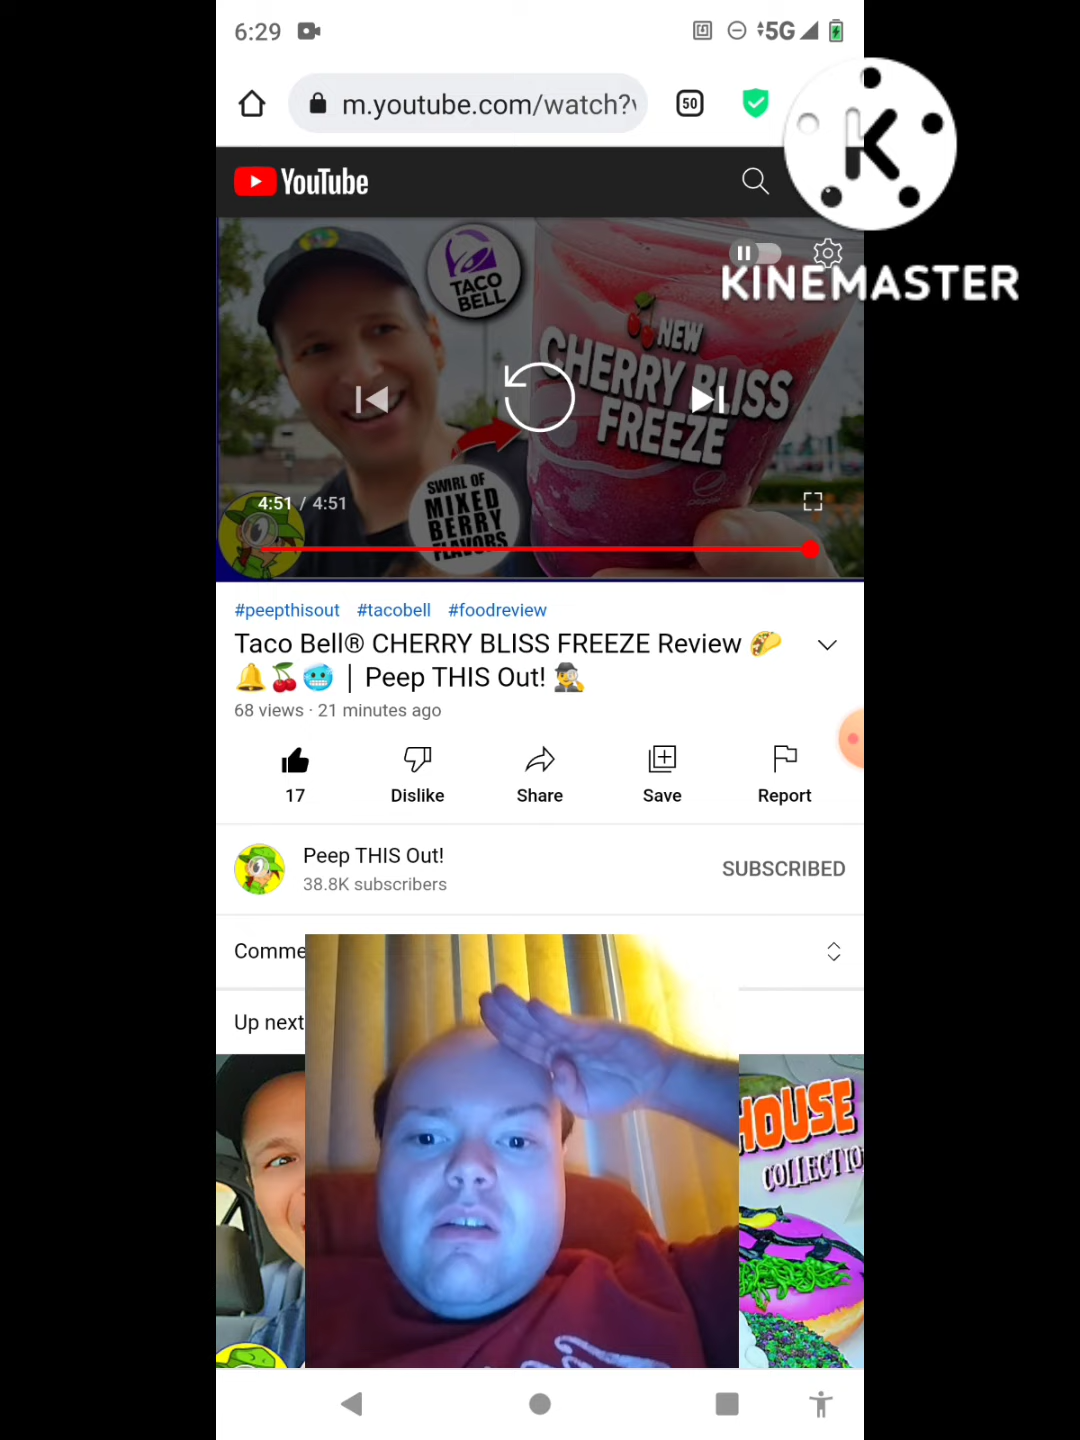 6:29
5G
m.youtube.com/watch?v
50
K
KINEMASTER
YouTube
TACO
BELL
NEW
CHERRY BLISS
FREEZE
SWIRL OF
MIXED
BERRY
FLAVORS
4:51 / 4:51
#peepthisout #tacobell #foodreview
Taco Bell® CHERRY BLISS FREEZE Review 🌮
🔔🍒🥶 | Peep THIS Out! 🕵️
68 views · 21 minutes ago
17
Dislike
Share
Save
Report
Peep THIS Out!
38.8K subscribers
SUBSCRIBED
Comme
Up next
HOUSE
COLLECTIO